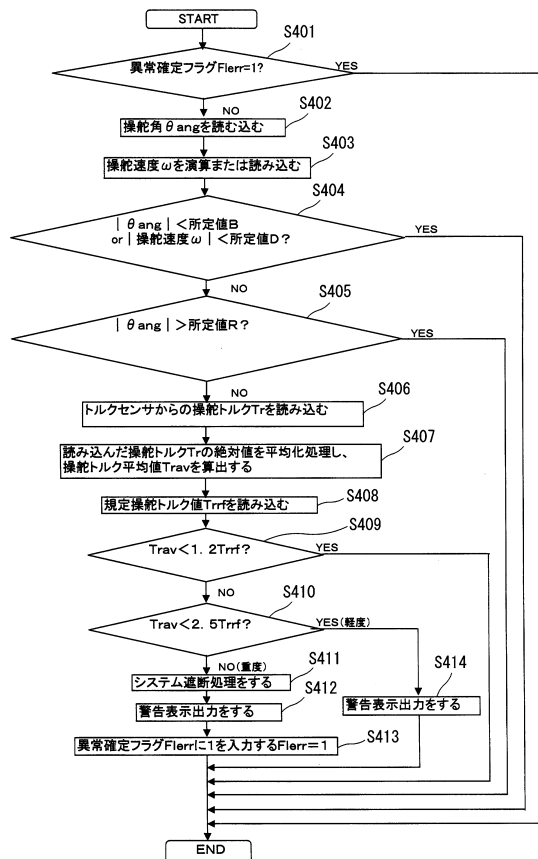 START
S401
異常確定フラグFlerr=1?
YES
NO
S402
操舵角θangを読む込む
S403
操舵速度ωを演算または読み込む
S404
|θang|<所定値B
or|操舵速度ω|<所定値D?
YES
NO
S405
|θang|>所定値R?
YES
NO
S406
トルクセンサからの操舵トルクTrを読み込む
S407
読み込んだ操舵トルクTrの絶対値を平均化処理し、
操舵トルク平均値Travを算出する
S408
規定操舵トルク値Trrfを読み込む
S409
Trav<1.2Trrf?
YES
NO
S410
Trav<2.5Trrf?
YES(軽度)
NO(重度)
S411
システム遮断処理をする
S412
警告表示出力をする
S414
警告表示出力をする
S413
異常確定フラグFlerrに1を入力するFlerr=1
END